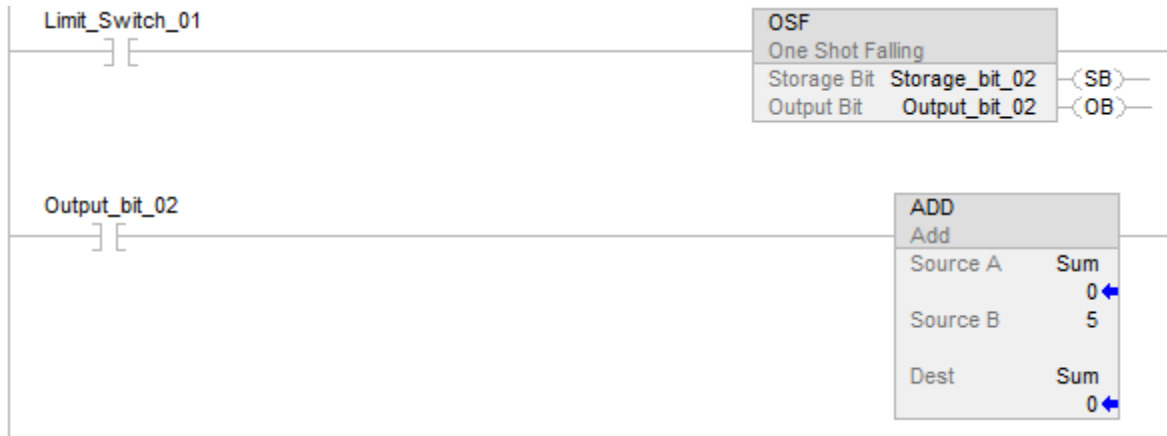 Limit_Switch_01
OSF
One Shot Falling
Storage Bit Storage_bit_02 SB
Output Bit Output_bit_02 OB
Output_bit_02
ADD
Add
Source A Sum
0
Source B 5
Dest Sum
0